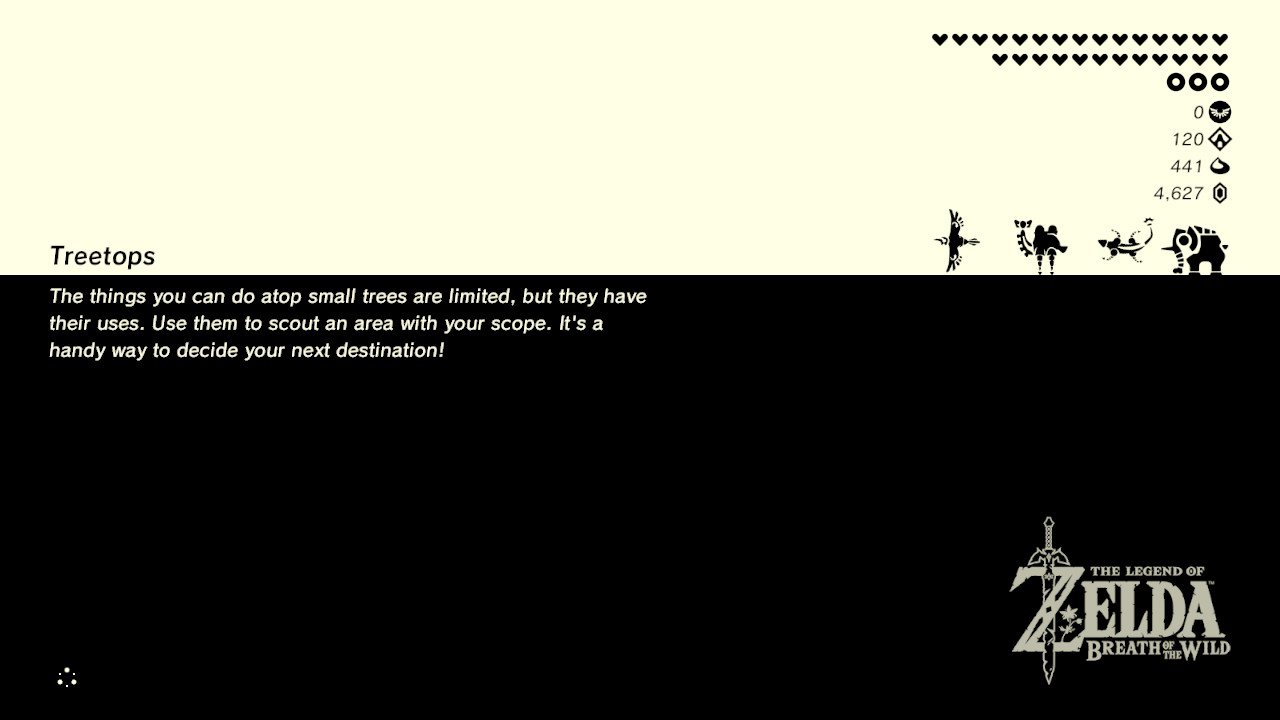 0
120
441
4,627
Treetops
The things you can do atop small trees are limited, but they have
their uses. Use them to scout an area with your scope. It's a
handy way to decide your next destination!
THE LEGEND OF
ZELDA™
BREATH OF THE WILD